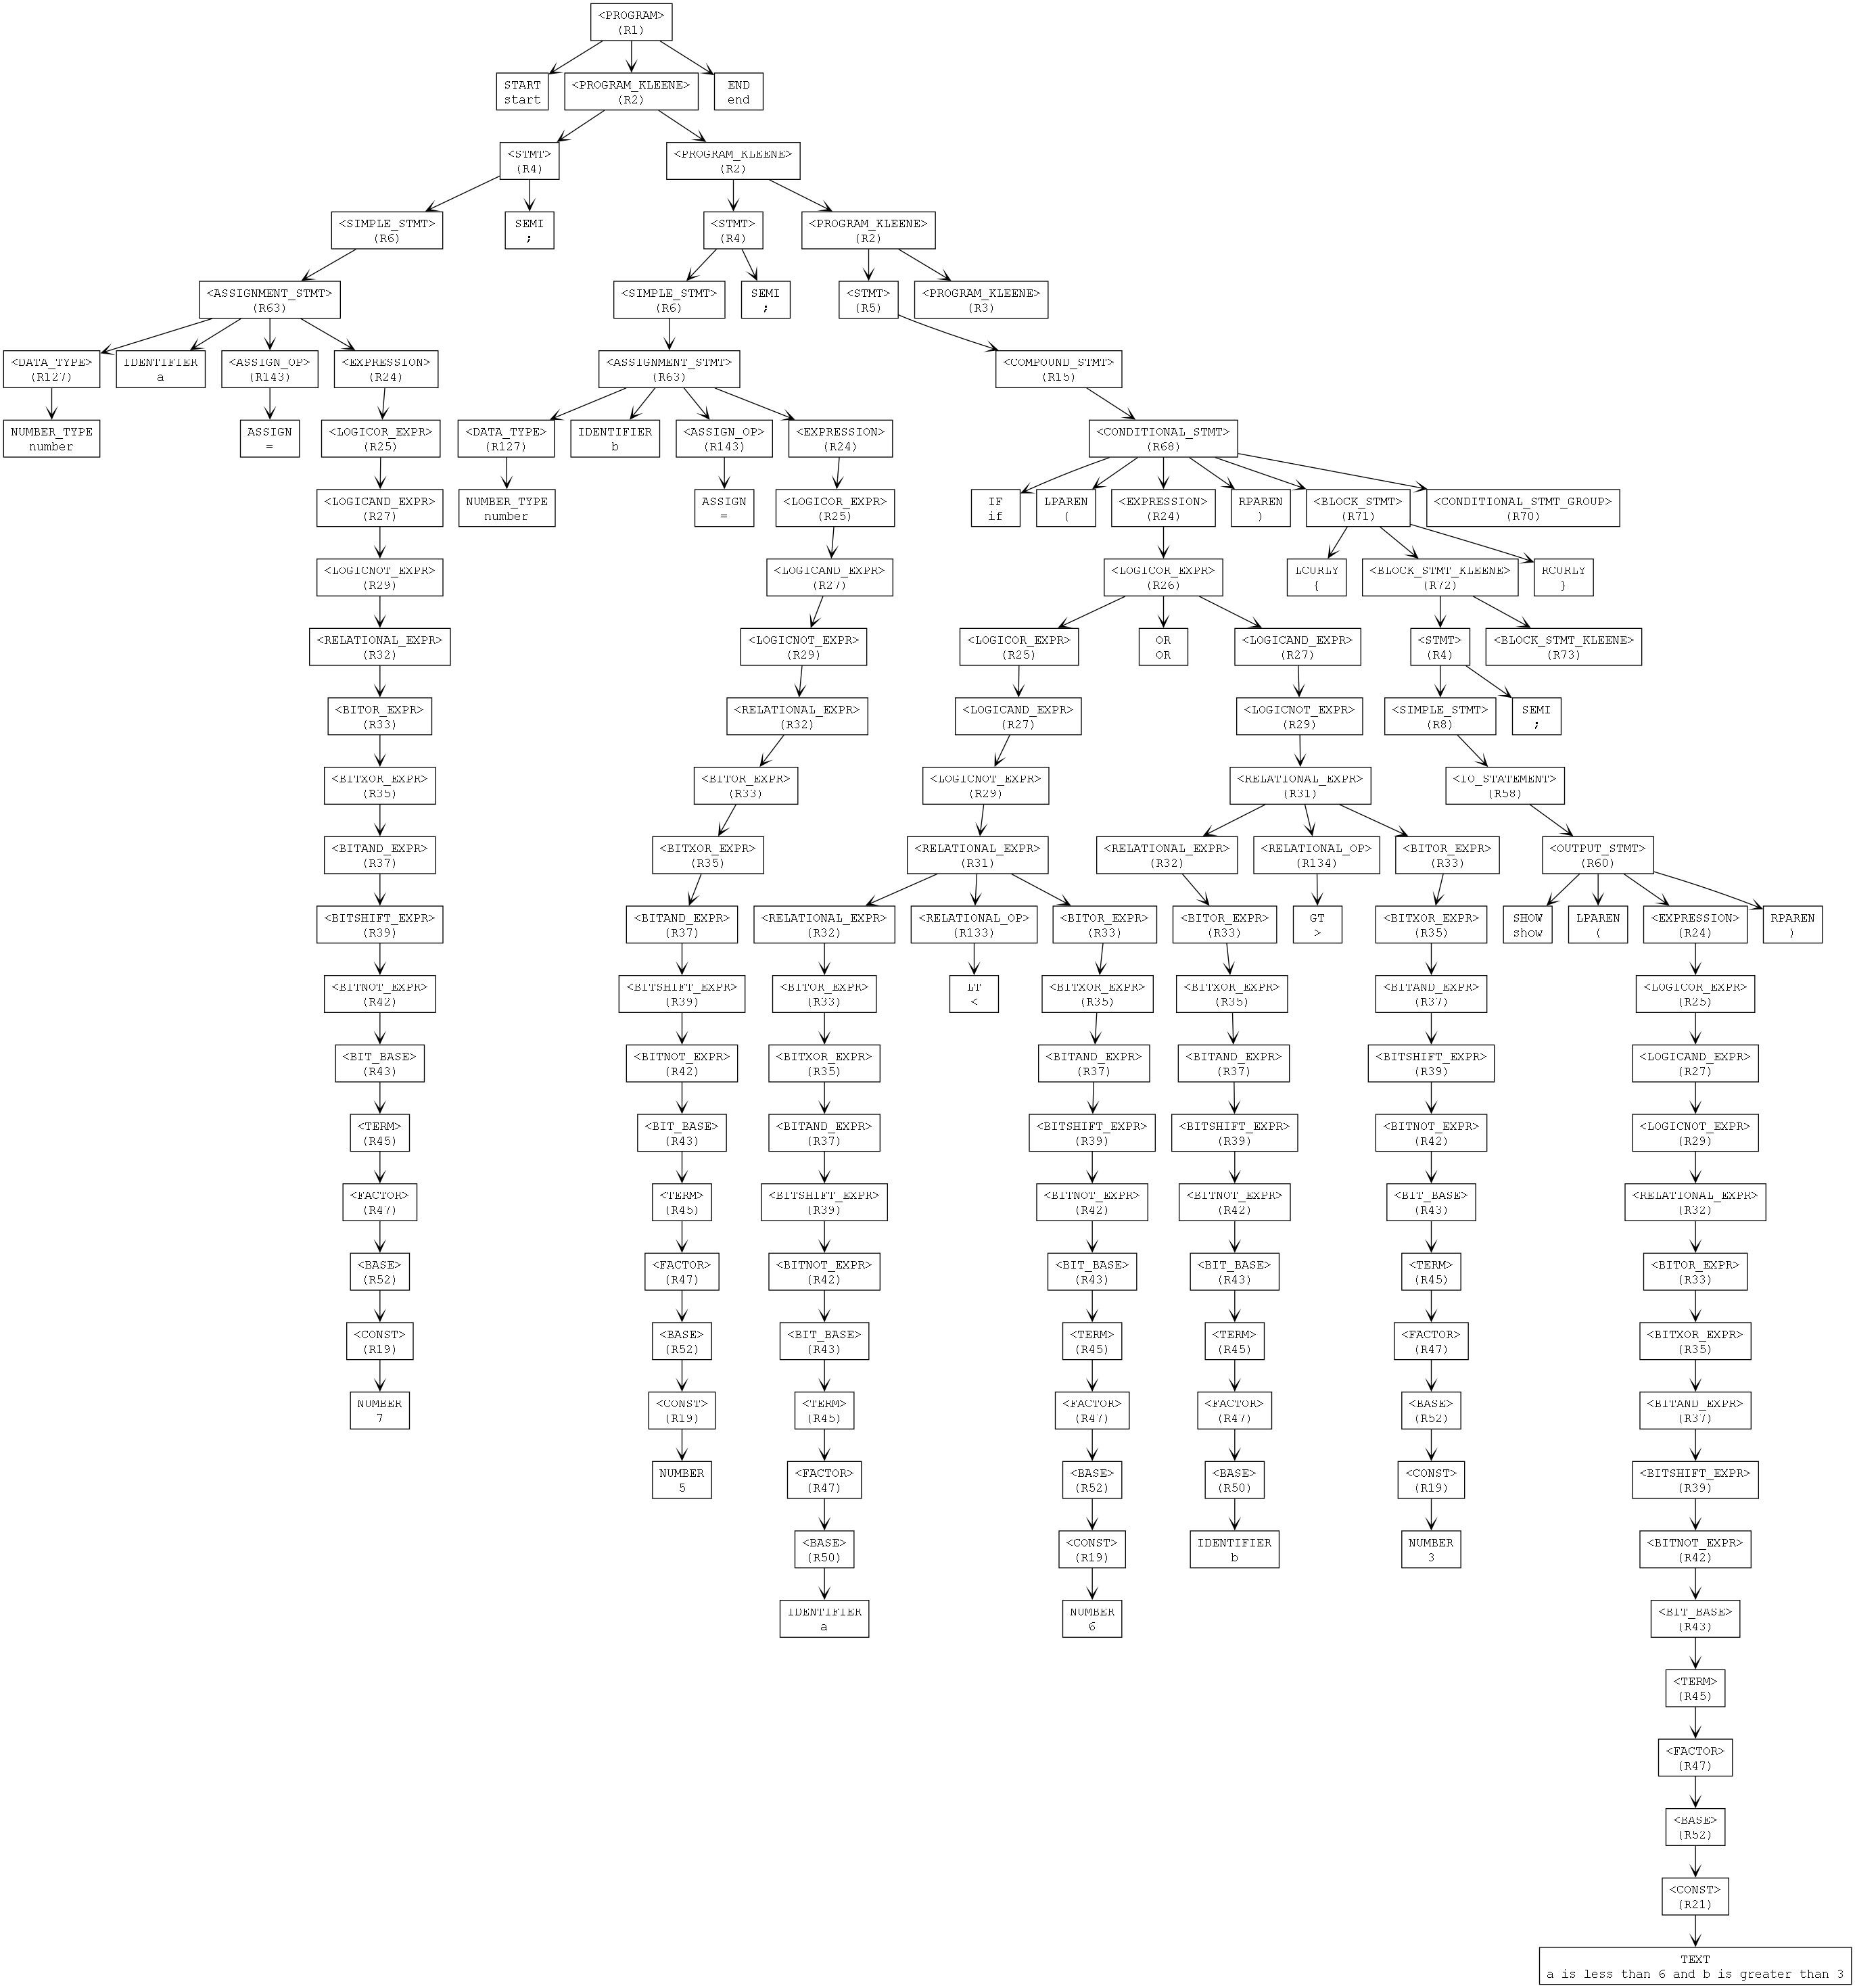 <PROGRAM>
(R1)
START
start
<PROGRAM_KLEENE>
(R2)
END
end
<STMT>
(R4)
<PROGRAM_KLEENE>
(R2)
<SIMPLE_STMT>
(R6)
SEMI
;
<STMT>
(R4)
<PROGRAM_KLEENE>
(R2)
<ASSIGNMENT_STMT>
(R63)
<SIMPLE_STMT>
(R6)
SEMI
;
<STMT>
(R5)
<PROGRAM_KLEENE>
(R3)
<DATA_TYPE>
(R127)
IDENTIFIER
a
<ASSIGN_OP>
(R143)
<EXPRESSION>
(R24)
<ASSIGNMENT_STMT>
(R63)
<COMPOUND_STMT>
(R15)
NUMBER_TYPE
number
ASSIGN
=
<LOGICOR_EXPR>
(R25)
<DATA_TYPE>
(R127)
IDENTIFIER
b
<ASSIGN_OP>
(R143)
<EXPRESSION>
(R24)
<CONDITIONAL_STMT>
(R68)
<LOGICAND_EXPR>
(R27)
NUMBER_TYPE
number
ASSIGN
=
<LOGICOR_EXPR>
(R25)
IF
if
LPAREN
(
<EXPRESSION>
(R24)
RPAREN
)
<BLOCK_STMT>
(R71)
<CONDITIONAL_STMT_GROUP>
(R70)
<LOGICNOT_EXPR>
(R29)
<LOGICAND_EXPR>
(R27)
<LOGICOR_EXPR>
(R26)
LCURLY
{
<BLOCK_STMT_KLEENE>
(R72)
RCURLY
}
<RELATIONAL_EXPR>
(R32)
<LOGICNOT_EXPR>
(R29)
<LOGICOR_EXPR>
(R25)
OR
OR
<LOGICAND_EXPR>
(R27)
<STMT>
(R4)
<BLOCK_STMT_KLEENE>
(R73)
<BITOR_EXPR>
(R33)
<RELATIONAL_EXPR>
(R32)
<LOGICAND_EXPR>
(R27)
<LOGICNOT_EXPR>
(R29)
<SIMPLE_STMT>
(R8)
SEMI
;
<BITXOR_EXPR>
(R35)
<BITOR_EXPR>
(R33)
<LOGICNOT_EXPR>
(R29)
<RELATIONAL_EXPR>
(R31)
<IO_STATEMENT>
(R58)
<BITAND_EXPR>
(R37)
<BITXOR_EXPR>
(R35)
<RELATIONAL_EXPR>
(R31)
<RELATIONAL_EXPR>
(R32)
<RELATIONAL_OP>
(R134)
<BITOR_EXPR>
(R33)
<OUTPUT_STMT>
(R60)
<BITSHIFT_EXPR>
(R39)
<BITAND_EXPR>
(R37)
<RELATIONAL_EXPR>
(R32)
<RELATIONAL_OP>
(R133)
<BITOR_EXPR>
(R33)
<BITOR_EXPR>
(R33)
GT
>
<BITXOR_EXPR>
(R35)
SHOW
show
LPAREN
(
<EXPRESSION>
(R24)
RPAREN
)
<BITNOT_EXPR>
(R42)
<BITSHIFT_EXPR>
(R39)
<BITOR_EXPR>
(R33)
LT
<
<BITXOR_EXPR>
(R35)
<BITXOR_EXPR>
(R35)
<BITAND_EXPR>
(R37)
<LOGICOR_EXPR>
(R25)
<BIT_BASE>
(R43)
<BITNOT_EXPR>
(R42)
<BITXOR_EXPR>
(R35)
<BITAND_EXPR>
(R37)
<BITAND_EXPR>
(R37)
<BITSHIFT_EXPR>
(R39)
<LOGICAND_EXPR>
(R27)
<TERM>
(R45)
<BIT_BASE>
(R43)
<BITAND_EXPR>
(R37)
<BITSHIFT_EXPR>
(R39)
<BITSHIFT_EXPR>
(R39)
<BITNOT_EXPR>
(R42)
<LOGICNOT_EXPR>
(R29)
<FACTOR>
(R47)
<TERM>
(R45)
<BITSHIFT_EXPR>
(R39)
<BITNOT_EXPR>
(R42)
<BITNOT_EXPR>
(R42)
<BIT_BASE>
(R43)
<RELATIONAL_EXPR>
(R32)
<BASE>
(R52)
<FACTOR>
(R47)
<BITNOT_EXPR>
(R42)
<BIT_BASE>
(R43)
<BIT_BASE>
(R43)
<TERM>
(R45)
<BITOR_EXPR>
(R33)
<CONST>
(R19)
<BASE>
(R52)
<BIT_BASE>
(R43)
<TERM>
(R45)
<TERM>
(R45)
<FACTOR>
(R47)
<BITXOR_EXPR>
(R35)
NUMBER
7
<CONST>
(R19)
<TERM>
(R45)
<FACTOR>
(R47)
<FACTOR>
(R47)
<BASE>
(R52)
<BITAND_EXPR>
(R37)
NUMBER
5
<FACTOR>
(R47)
<BASE>
(R52)
<BASE>
(R50)
<CONST>
(R19)
<BITSHIFT_EXPR>
(R39)
<BASE>
(R50)
<CONST>
(R19)
IDENTIFIER
b
NUMBER
3
<BITNOT_EXPR>
(R42)
IDENTIFIER
a
NUMBER
6
<BIT_BASE>
(R43)
<TERM>
(R45)
<FACTOR>
(R47)
<BASE>
(R52)
<CONST>
(R21)
TEXT
a is less than 6 and b is greater than 3